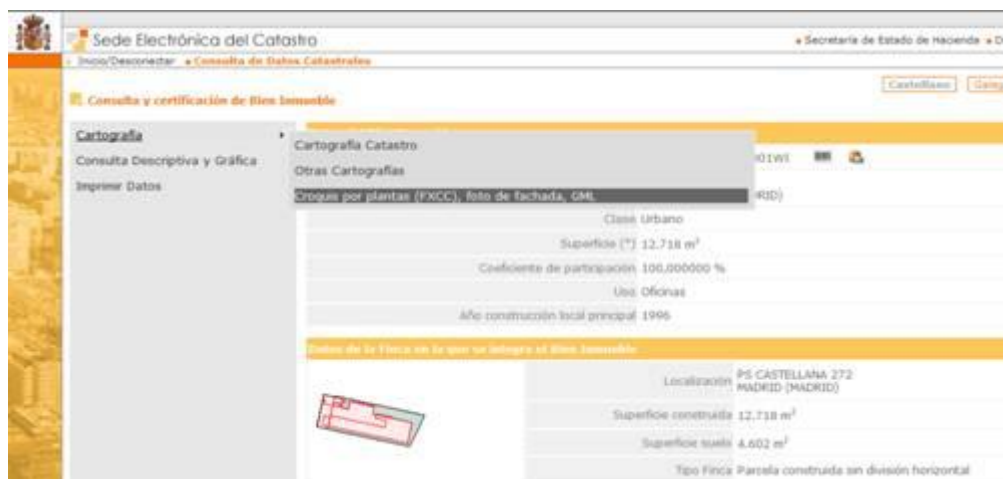 Sede Electrónica del Catastro
Secretaría de Estado de Hacienda
Inicio/Desconectar Consulta de Datos Catastrales
Castellano
Consulta y certificación de Bien Inmueble
Cartografía
Consulta Descriptiva y Gráfica
Imprimir Datos
Cartografía Catastro
Otras Cartografías
Croquis por plantas (FXCC), foto de fachada, GML
01WI
RID)
Clase Urbano
Superficie (*) 12.718 m²
Coeficiente de participación 100,000000 %
Uso Oficinas
Año construcción local principal 1996
Datos de la Finca en la que se integra el Bien Inmueble
Localización PS CASTELLANA 272
MADRID (MADRID)
Superficie construida 12.718 m²
Superficie suelo 4.602 m²
Tipo Finca Parcela construida sin división horizontal